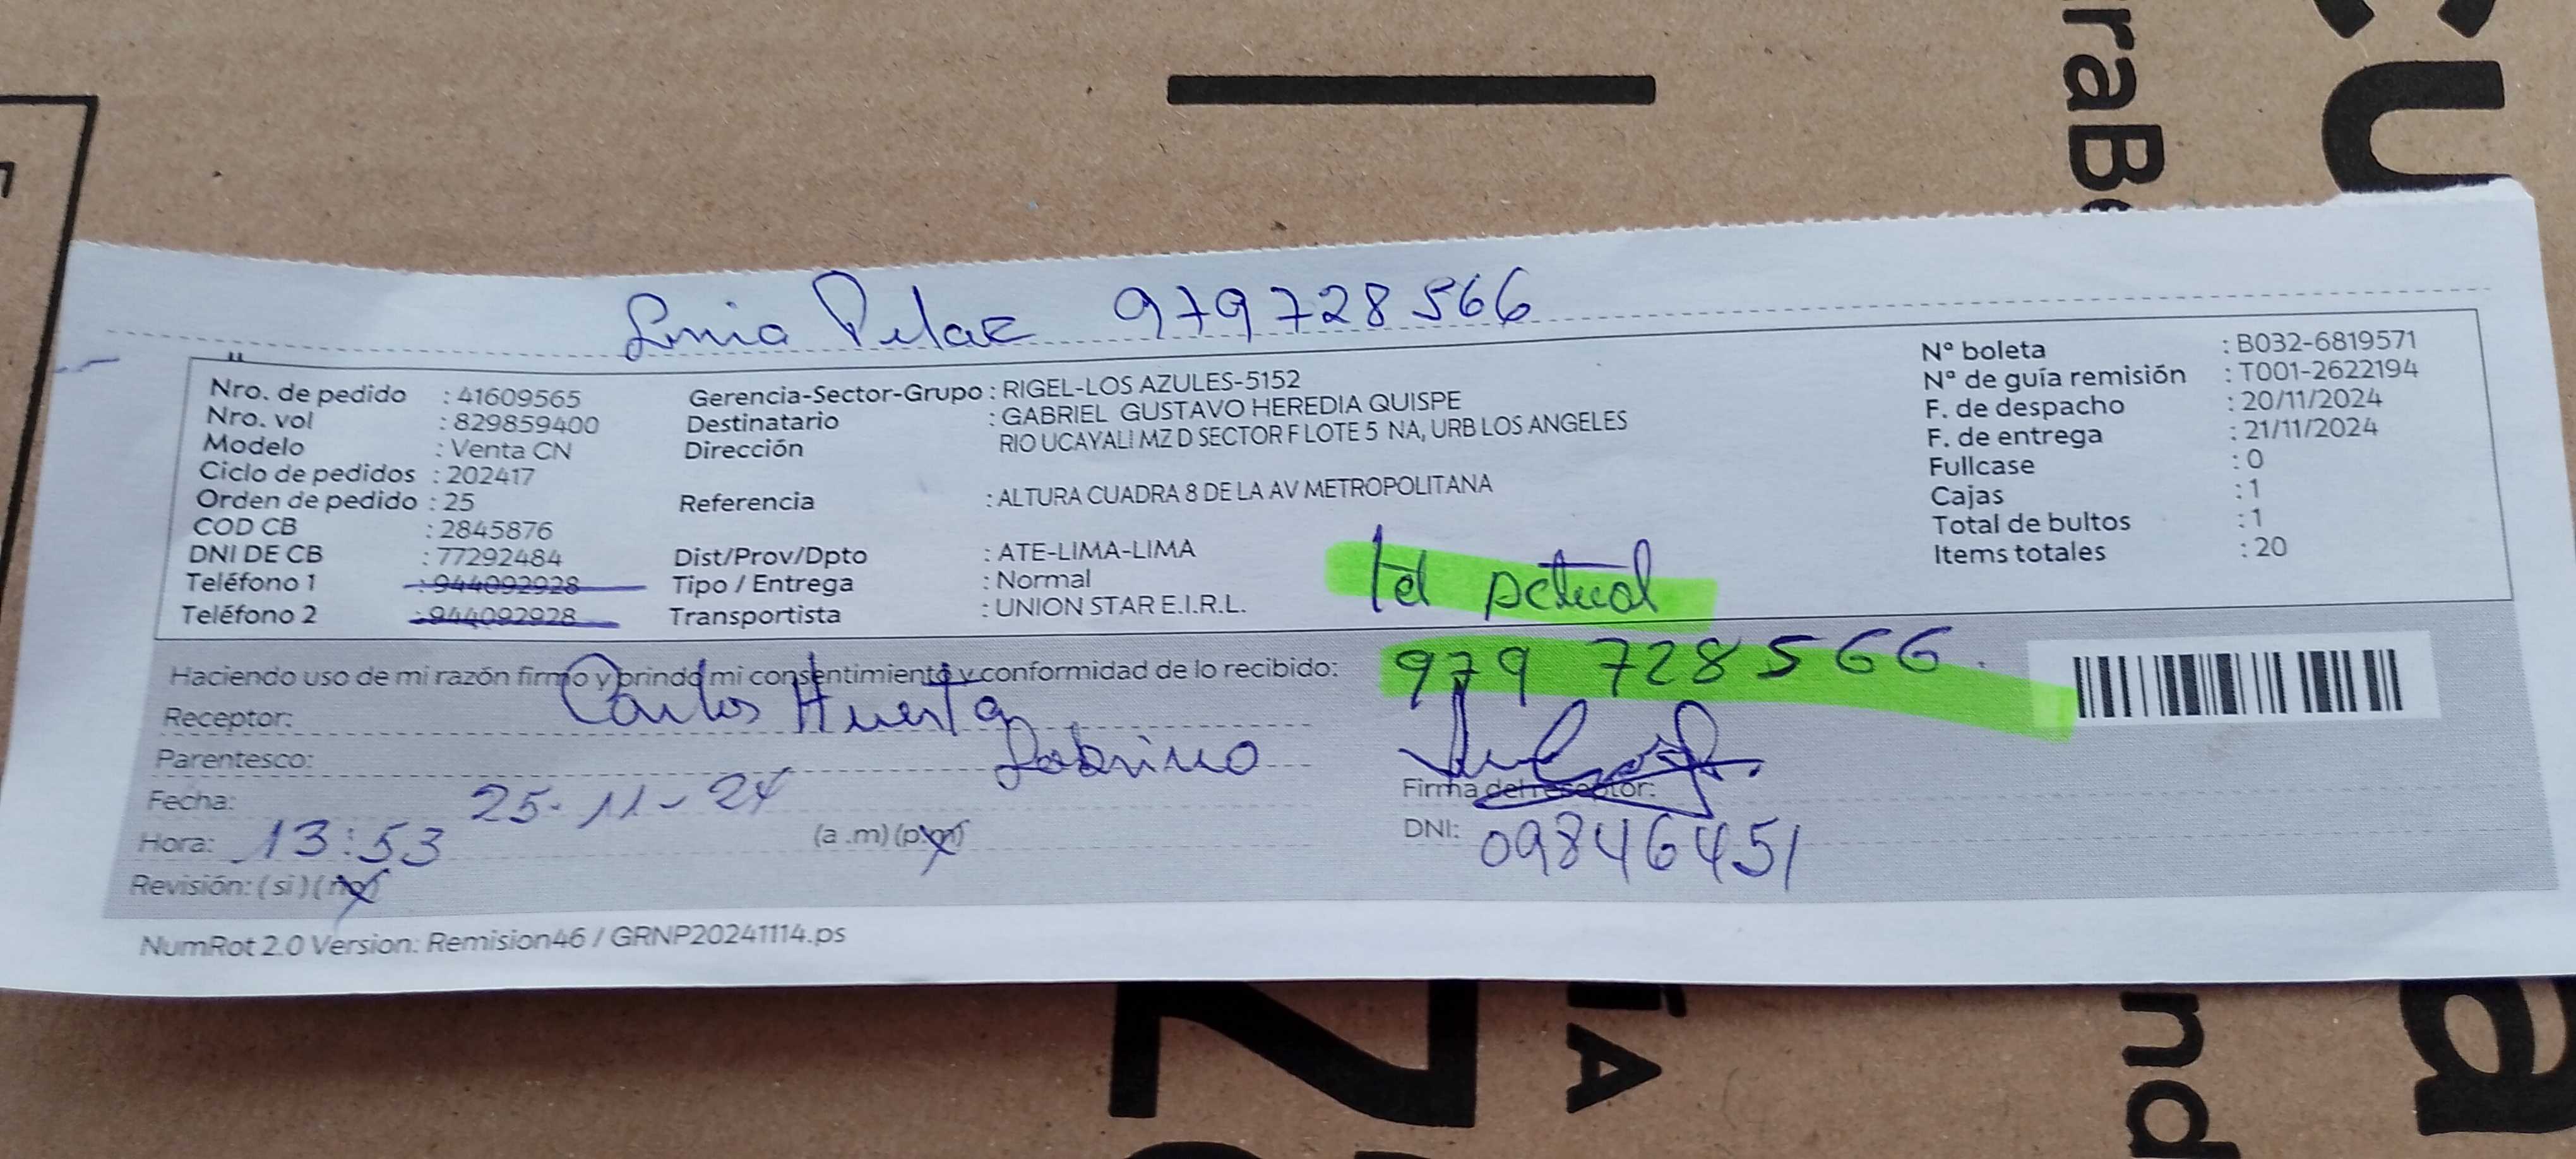 Sonia Pelaez 979728566
Nro. de pedido : 41609565
Nro. vol : 829859400
Modelo : Venta CN
Ciclo de pedidos : 202417
Orden de pedido : 25
COD CB : 2845876
DNI DE CB : 77292484
Teléfono 1 : 944092928
Teléfono 2 : 944092928
Gerencia-Sector-Grupo : RIGEL-LOS AZULES-5152
Destinatario : GABRIEL GUSTAVO HEREDIA QUISPE
Dirección RIO UCAYALI MZ D SECTOR F LOTE 5 NA, URB LOS ANGELES
Referencia : ALTURA CUADRA 8 DE LA AV METROPOLITANA
Dist/Prov/Dpto : ATE-LIMA-LIMA
Tipo / Entrega : Normal
Transportista : UNION STAR E.I.R.L.
N° boleta : B032-6819571
N° de guía remisión : T001-2622194
F. de despacho : 20/11/2024
F. de entrega : 21/11/2024
Fullcase : 0
Cajas : 1
Total de bultos : 1
Items totales : 20
tel actual
979 728566.
Haciendo uso de mi razón firmo y brindo mi consentimiento y conformidad de lo recibido:
Receptor: Carlos Huerta
Parentesco: Sobrino
Fecha: 25-11-24
Hora: 13:53 (a .m) (p.m)
Revisión: (si) (no)
Firma del receptor:
DNI: 09846451
NumRot 2.0 Version: Remision46 / GRNP20241114.ps